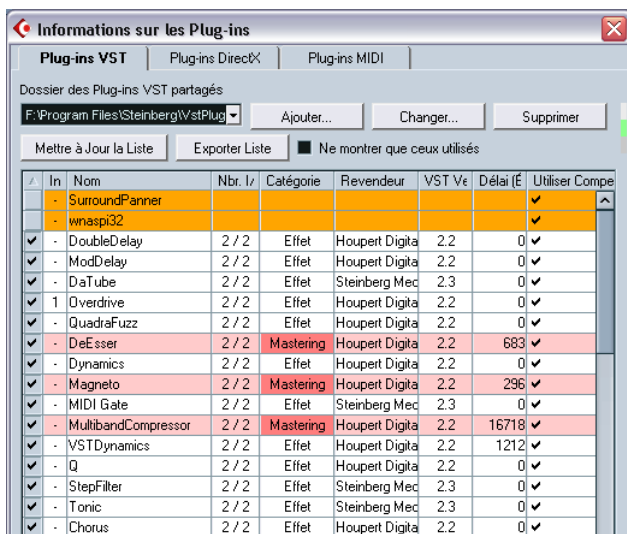 Informations sur les Plug-ins
Plug-ins VST Plug-ins DirectX Plug-ins MIDI
Dossier des Plug-ins VST partagés
F:\Program Files\Steinberg\VstPlug Ajouter... Changer... Supprimer
Mettre à Jour la Liste Exporter Liste Ne montrer que ceux utilisés
In Nom Nbr. I/ Catégorie Revendeur VST Ve Délai (É Utiliser Compe
- SurroundPanner ✔
- wnaspi32 ✔
✔ - DoubleDelay 2 / 2 Effet Houpert Digita 2.2 0 ✔
✔ - ModDelay 2 / 2 Effet Houpert Digita 2.2 0 ✔
✔ - DaTube 2 / 2 Effet Steinberg Mec 2.3 0 ✔
✔ 1 Overdrive 2 / 2 Effet Houpert Digita 2.2 0 ✔
✔ - QuadraFuzz 2 / 2 Effet Houpert Digita 2.2 0 ✔
✔ - DeEsser 2 / 2 Mastering Houpert Digita 2.2 683 ✔
✔ - Dynamics 2 / 2 Effet Houpert Digita 2.2 0 ✔
✔ - Magneto 2 / 2 Mastering Houpert Digita 2.2 296 ✔
✔ - MIDI Gate 2 / 2 Effet Steinberg Mec 2.3 0 ✔
✔ - MultibandCompressor 2 / 2 Mastering Houpert Digita 2.2 16718 ✔
✔ - VSTDynamics 2 / 2 Effet Houpert Digita 2.2 1212 ✔
✔ - Q 2 / 2 Effet Houpert Digita 2.2 0 ✔
✔ - StepFilter 2 / 2 Effet Steinberg Mec 2.3 0 ✔
✔ - Tonic 2 / 2 Effet Steinberg Mec 2.3 0 ✔
✔ - Chorus 2 / 2 Effet Houpert Digita 2.2 0 ✔